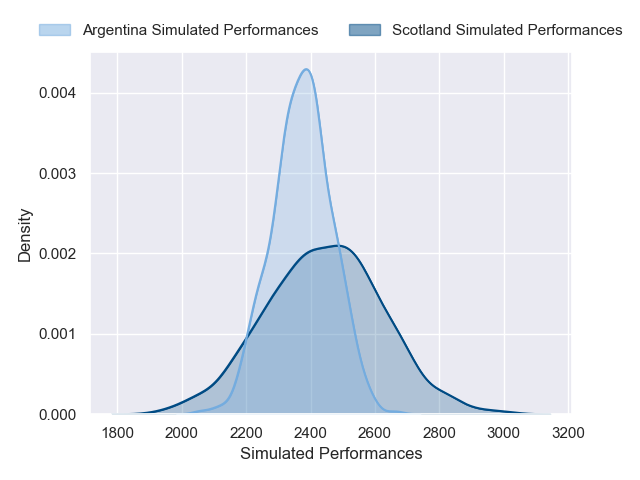 Argentina Simulated Performances Scotland Simulated Performances
0.004
0.003
0.002
0.001
0.000
Density
1800 2000 2200 2400 2600 2800 3000 3200
Simulated Performances